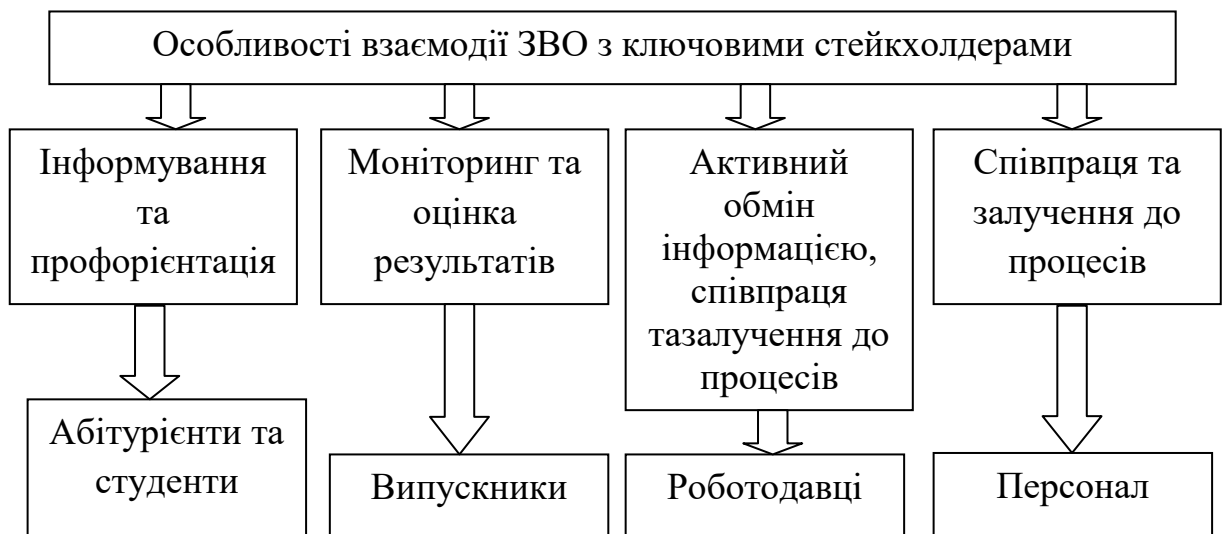 Особливості взаємодії ЗВО з ключовими стейкхолдерами
Інформування
та
профорієнтація
Моніторинг та
оцінка
результатів
Активний
обмін
інформацією,
співпраця
тазалучення до
процесів
Співпраця та
залучення до
процесів
Абітурієнти та
студенти
Випускники
Роботодавці
Персонал